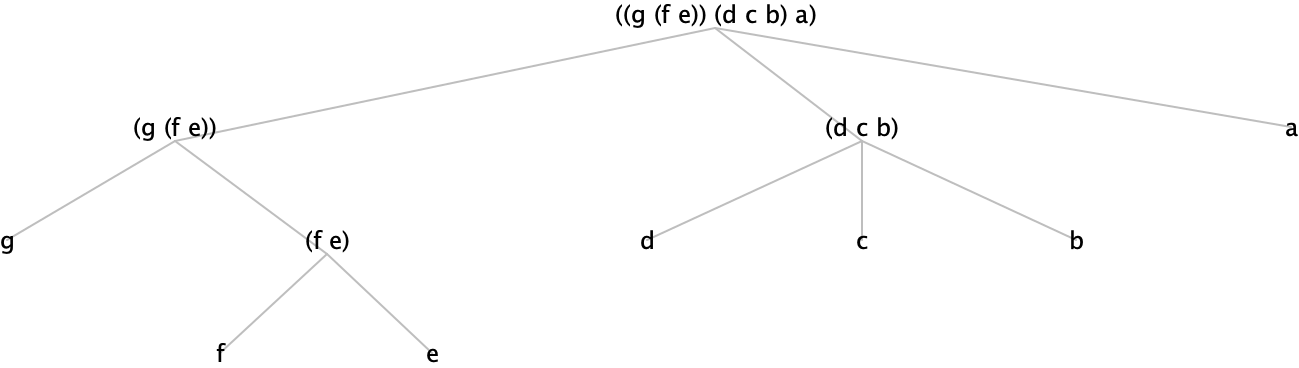 ((g (f e)) (d c b) a)
(g (f e)) (d c b) a
g (f e) d c b
f e